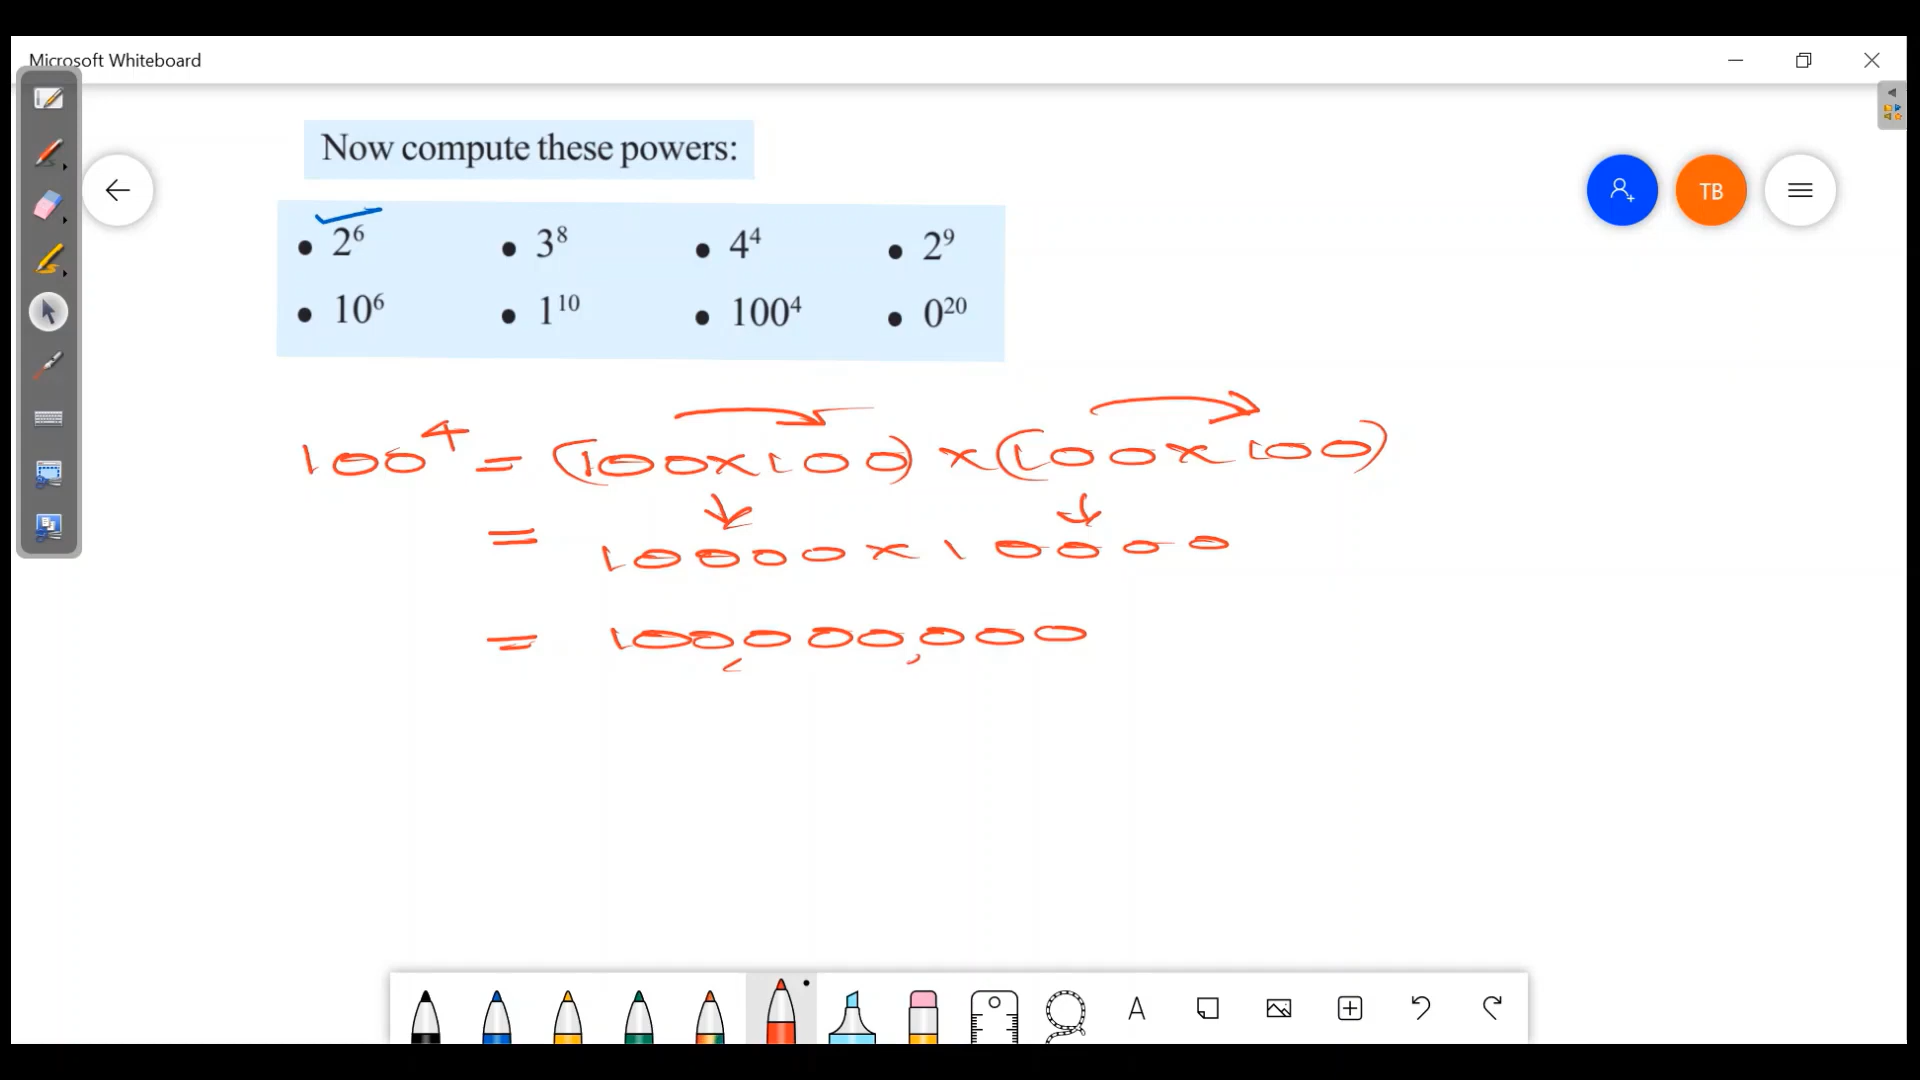 Microsoft Whiteboard
Now compute these powers:
• 2⁶ • 3⁸ • 4⁴ • 2⁹
• 10⁶ • 1¹⁰ • 100⁴ • 0²⁰
TB
100⁴ = (100×100) × (100×100)
= 10000 × 10000
= 100,000,000
A